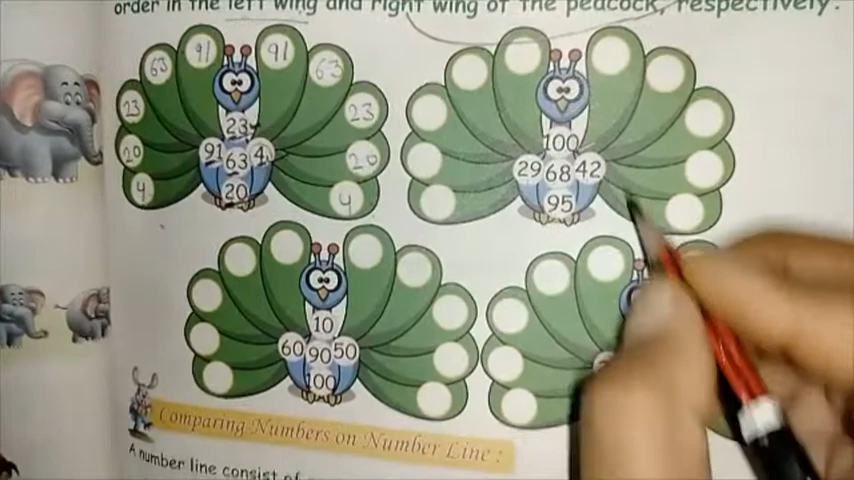 order in the left wing and right wing of the peacock, respectively.
63 91 91 63
23 23
20 20
4 4
23
91 63 4
20
100
29 68 42
95
10
60 90 50
100
Comparing Numbers on Number Line :
A number line consist of